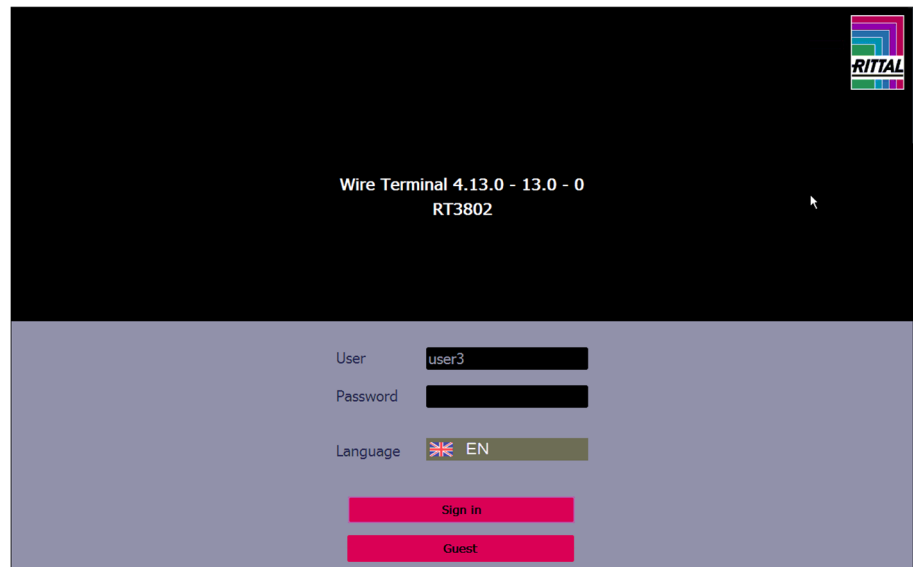 RITTAL
Wire Terminal 4.13.0 - 13.0 - 0
RT3802
User user3
Password
Language EN
Sign in
Guest